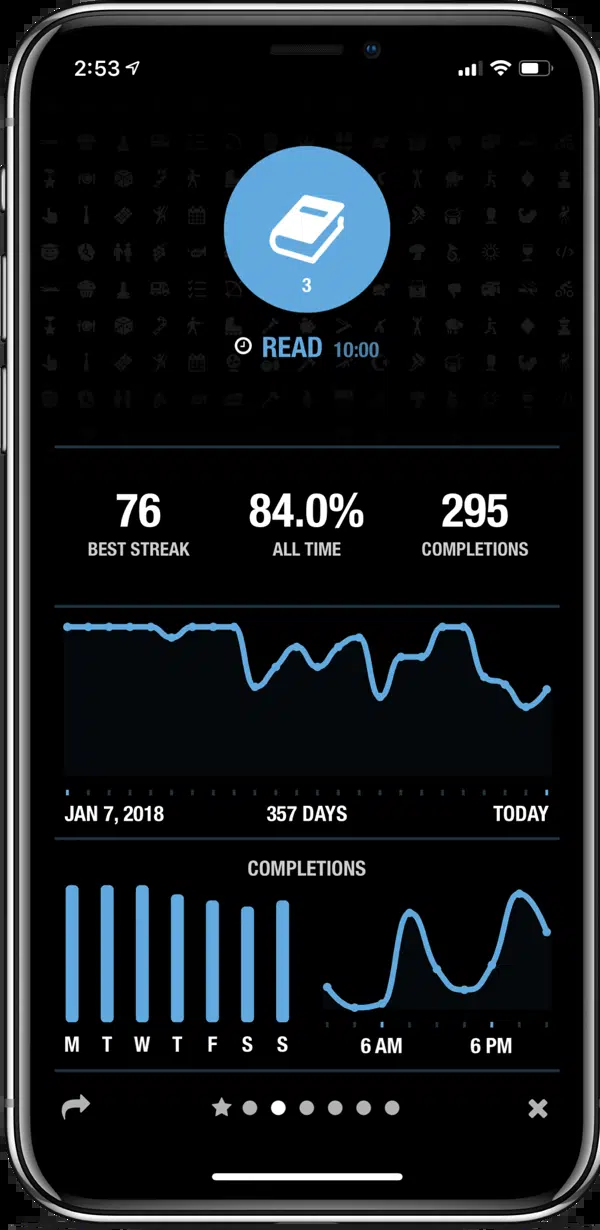 2:53
3
READ 10:00
76 84.0% 295
BEST STREAK ALL TIME COMPLETIONS
JAN 7, 2018 357 DAYS TODAY
COMPLETIONS
M T W T F S S 6 AM 6 PM